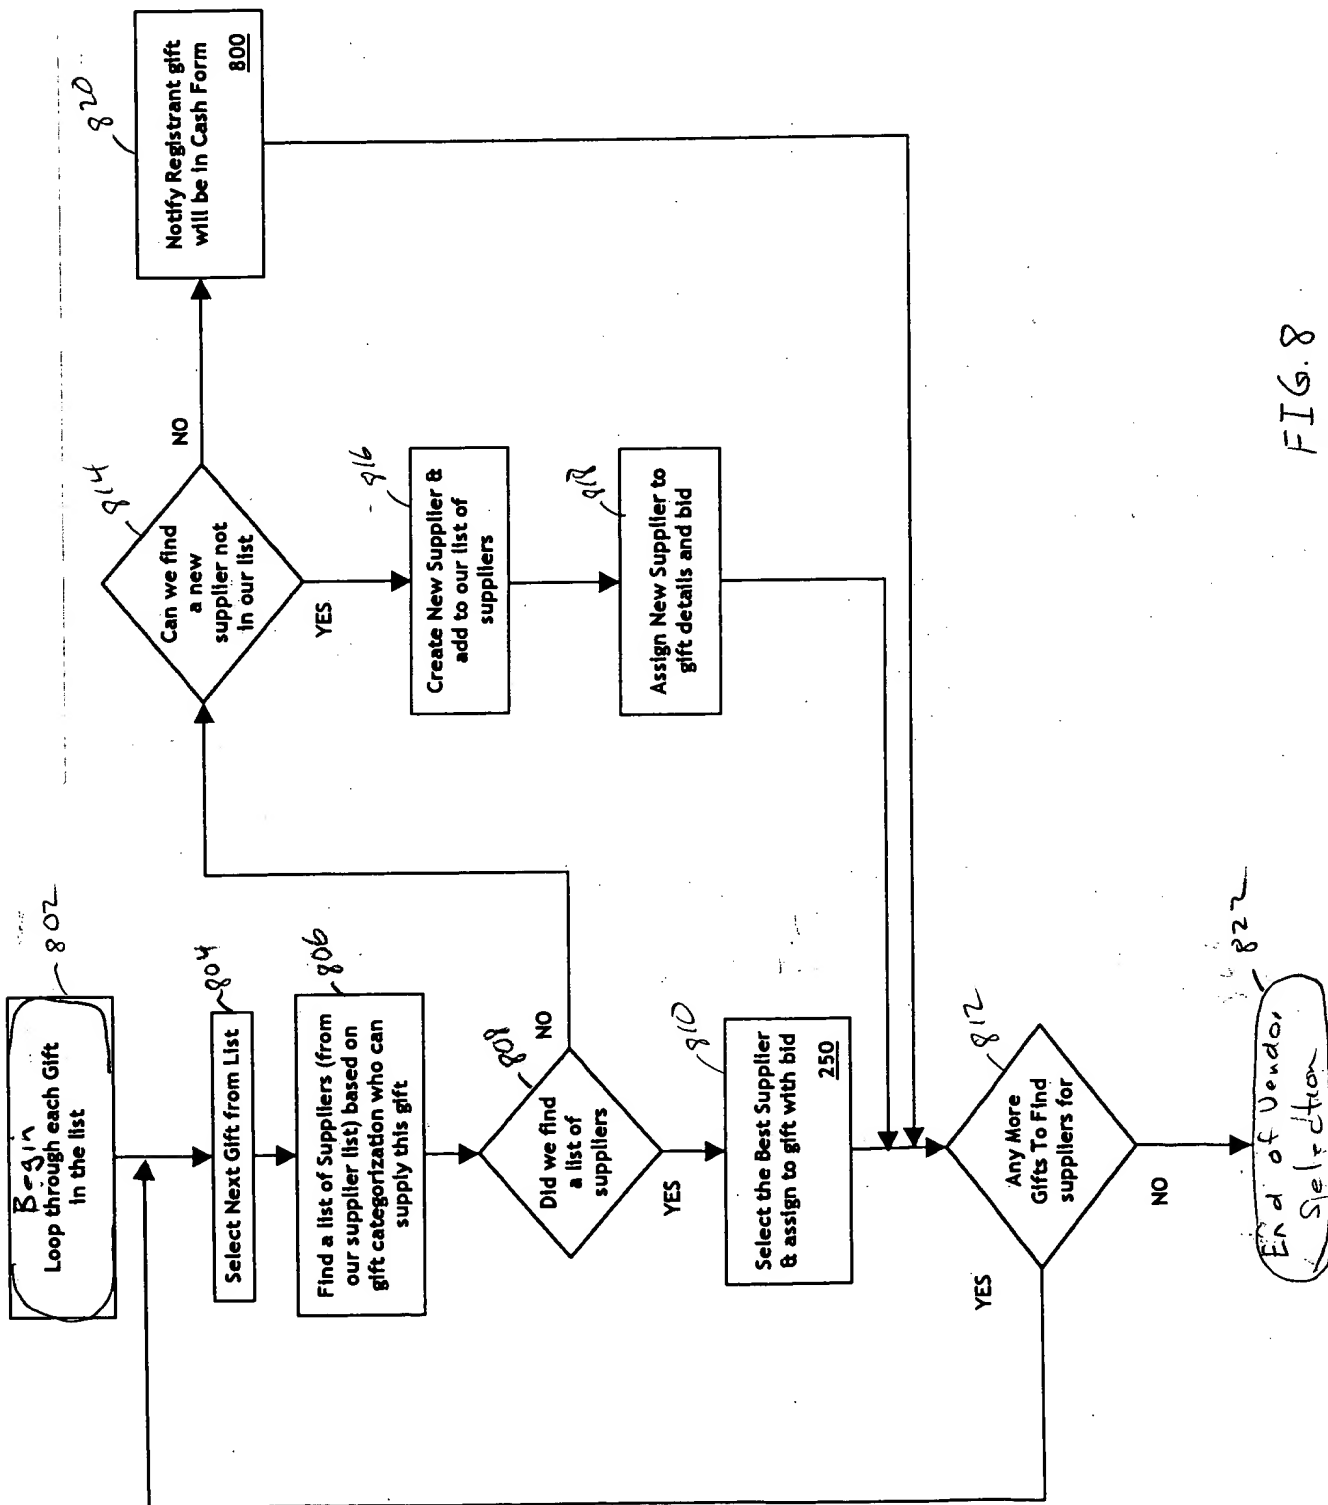 Begin
Loop through each Gift
in the list
802
Select Next Gift from List
804
Find a list of Suppliers (from
our supplier list) based on
gift categorization who can
supply this gift
806
Did we find
a list of
suppliers
808
NO
YES
Select the Best Supplier
& assign to gift with bid
250
810
Any More
Gifts To Find
suppliers for
812
YES
NO
End of Vendor
Selection
822
Can we find
a new
supplier not
in our list
814
NO
YES
Create New Supplier &
add to our list of
suppliers
816
Assign New Supplier to
gift details and bid
818
Notify Registrant gift
will be in Cash Form
800
820
FIG. 8